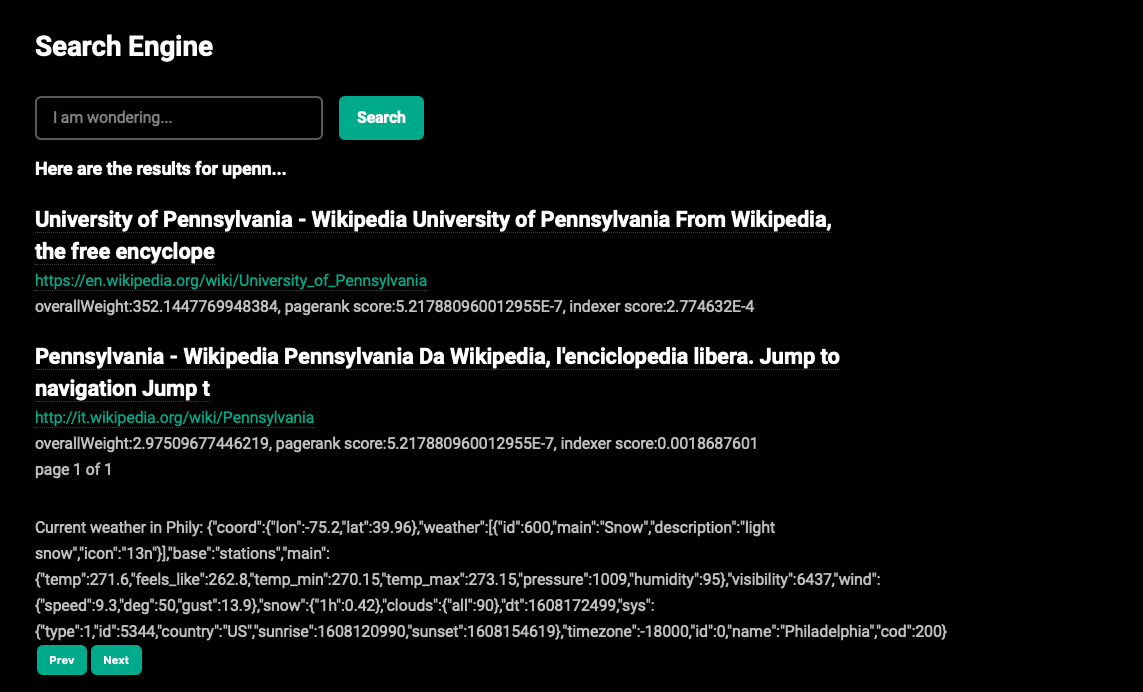 Search Engine
I am wondering...
Search
Here are the results for upenn...
University of Pennsylvania - Wikipedia University of Pennsylvania From Wikipedia,
the free encyclope
https://en.wikipedia.org/wiki/University_of_Pennsylvania
overallWeight:352.1447769948384, pagerank score:5.217880960012955E-7, indexer score:2.774632E-4
Pennsylvania - Wikipedia Pennsylvania Da Wikipedia, l'enciclopedia libera. Jump to
navigation Jump t
http://it.wikipedia.org/wiki/Pennsylvania
overallWeight:2.97509677446219, pagerank score:5.217880960012955E-7, indexer score:0.0018687601
page 1 of 1
Current weather in Phily: {"coord":{"lon":-75.2,"lat":39.96},"weather":[{"id":600,"main":"Snow","description":"light
snow","icon":"13n"}],"base":"stations","main":
{"temp":271.6,"feels_like":262.8,"temp_min":270.15,"temp_max":273.15,"pressure":1009,"humidity":95},"visibility":6437,"wind":
{"speed":9.3,"deg":50,"gust":13.9},"snow":{"1h":0.42},"clouds":{"all":90},"dt":1608172499,"sys":
{"type":1,"id":5344,"country":"US","sunrise":1608120990,"sunset":1608154619},"timezone":-18000,"id":0,"name":"Philadelphia","cod":200}
Prev
Next